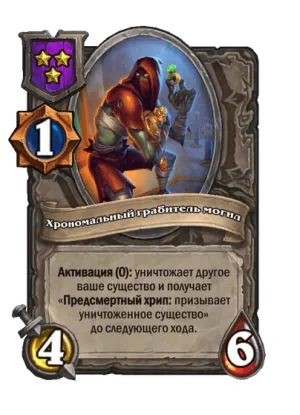 1
Хрономальный грабитель могил
Активация (0): уничтожает другое
ваше существо и получает
«Предсмертный хрип: призывает
уничтоженное существо»
до следующего хода.
4
6